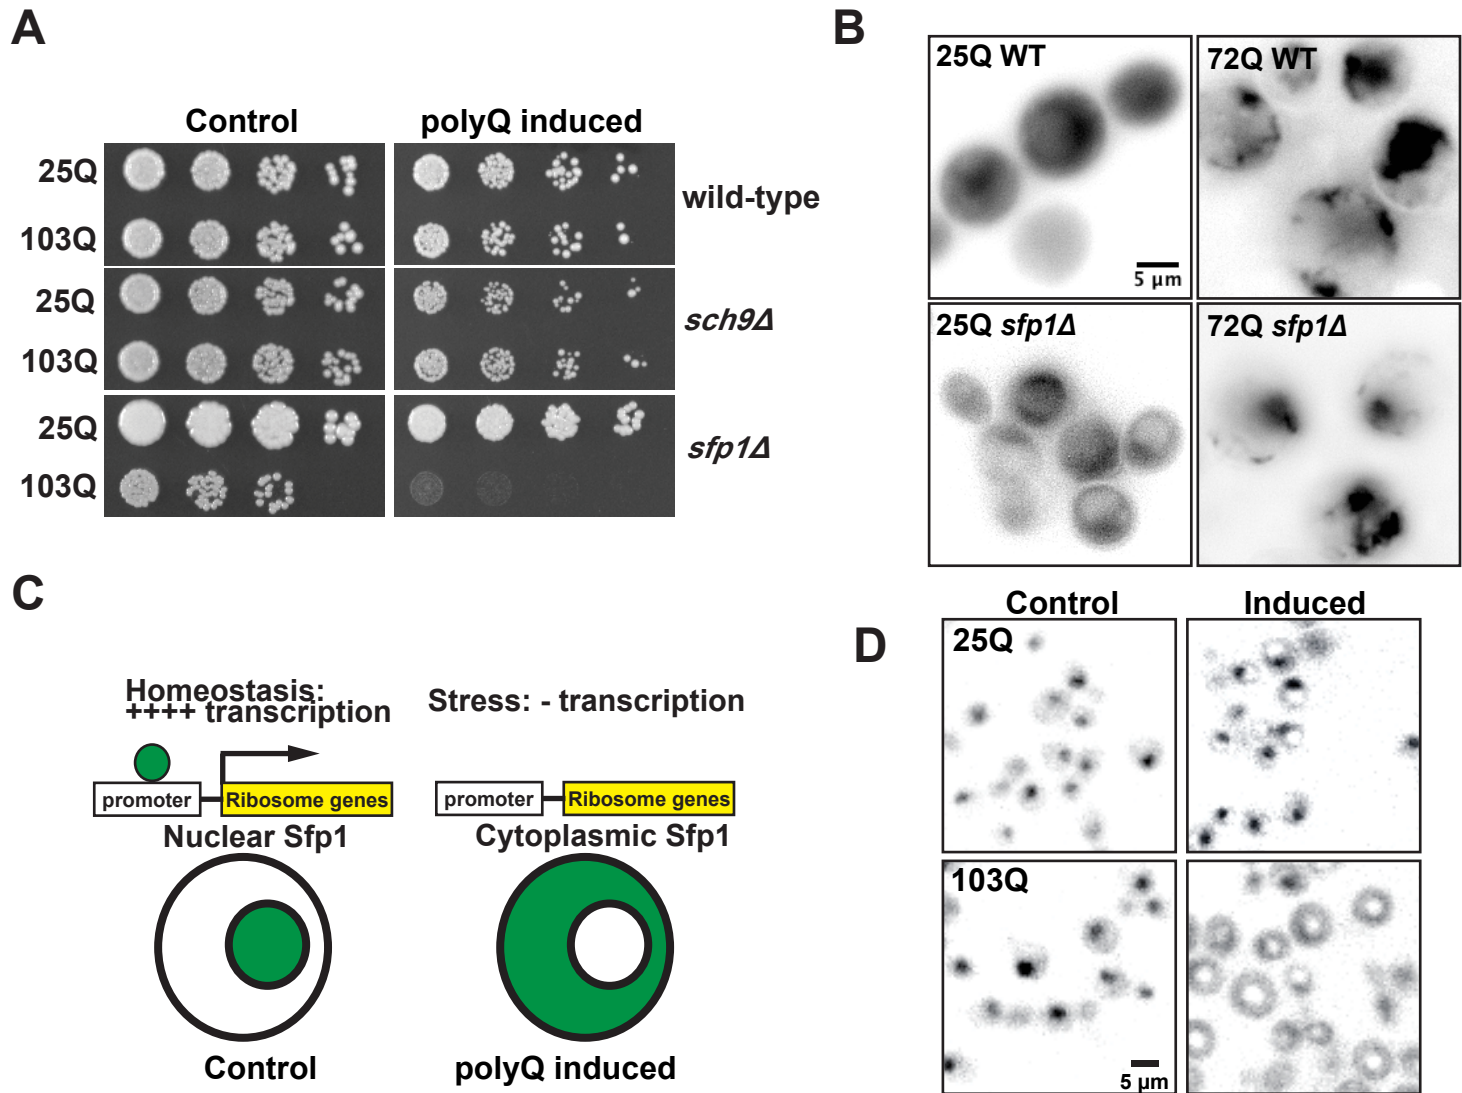 A
Control
polyQ induced
25Q
103Q
wild-type
25Q
103Q
sch9Δ
25Q
103Q
sfp1Δ
B
25Q WT
72Q WT
5 µm
25Q sfp1Δ
72Q sfp1Δ
C
Homeostasis:
++++ transcription
Stress: - transcription
promoter
Ribosome genes
promoter
Ribosome genes
Nuclear Sfp1
Cytoplasmic Sfp1
Control
polyQ induced
D
Control
Induced
25Q
103Q
5 µm